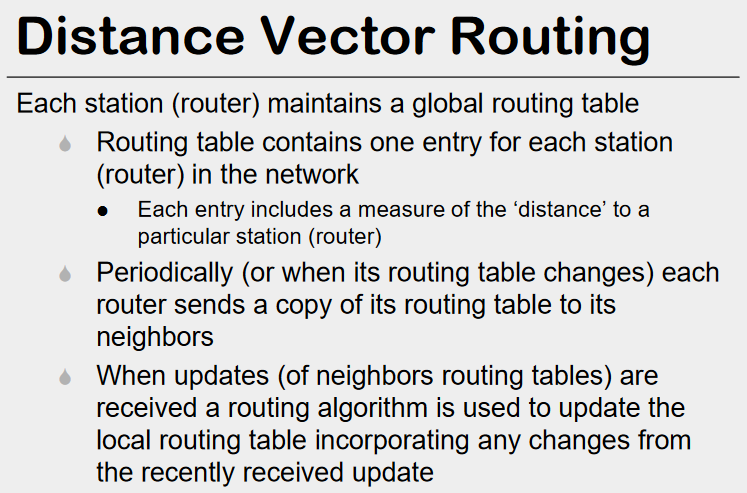 Distance Vector Routing
Each station (router) maintains a global routing table
Routing table contains one entry for each station
(router) in the network
Each entry includes a measure of the ‘distance’ to a
particular station (router)
Periodically (or when its routing table changes) each
router sends a copy of its routing table to its
neighbors
When updates (of neighbors routing tables) are
received a routing algorithm is used to update the
local routing table incorporating any changes from
the recently received update